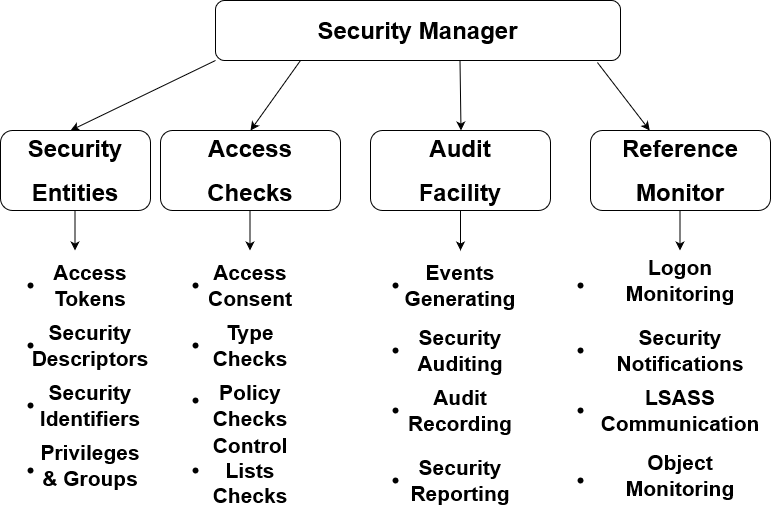 Security Manager
Security
Entities
Access
Checks
Audit
Facility
Reference
Monitor
• Access
Tokens
• Security
Descriptors
• Security
Identifiers
• Privileges
& Groups
• Access
Consent
• Type
Checks
• Policy
Checks
• Control
Lists
Checks
• Events
Generating
• Security
Auditing
• Audit
Recording
• Security
Reporting
• Logon
Monitoring
• Security
Notifications
• LSASS
Communication
• Object
Monitoring